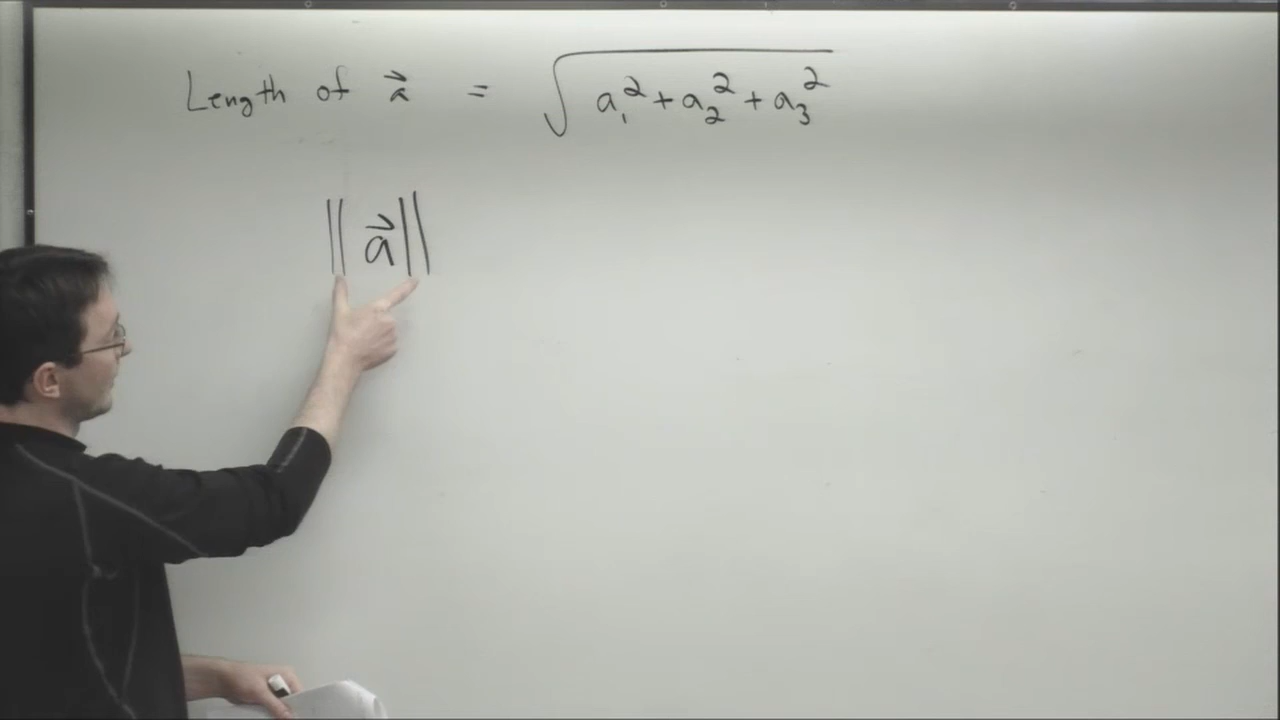 Length of a⃗ = √(a₁² + a₂² + a₃²)
‖a⃗‖